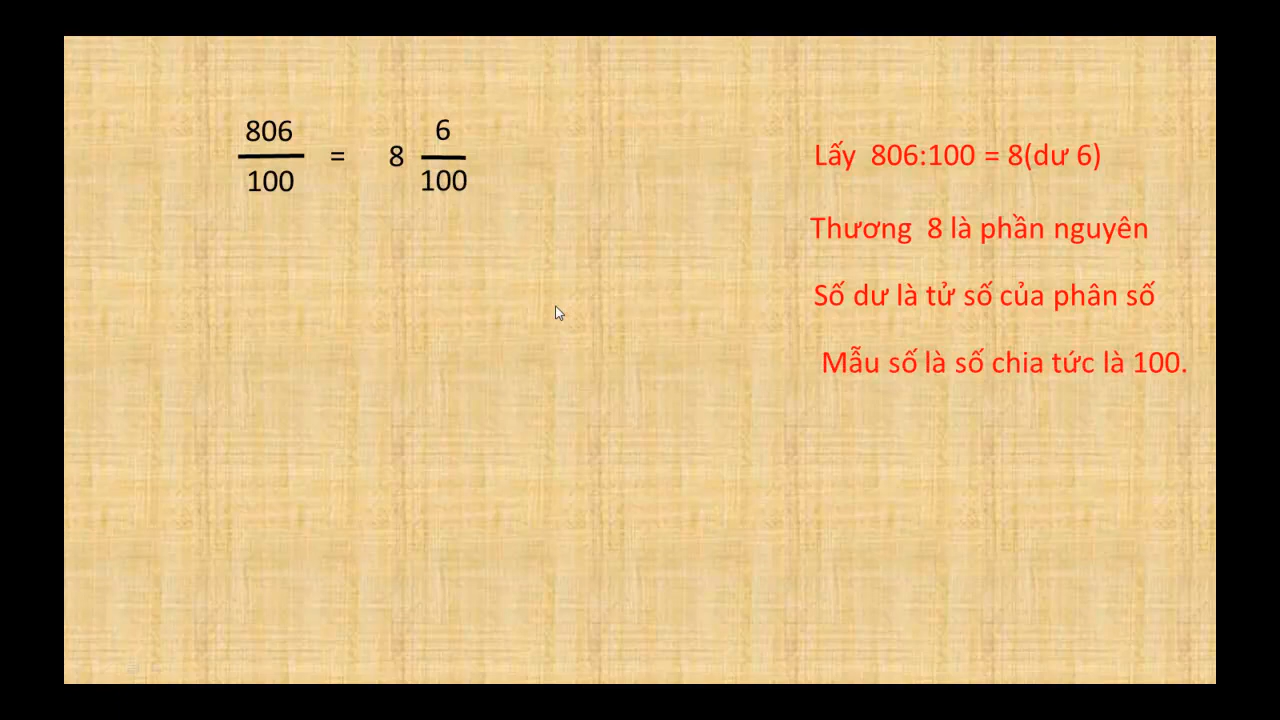 806/100 = 8 6/100
Lấy 806:100 = 8(dư 6)
Thương 8 là phần nguyên
Số dư là tử số của phân số
Mẫu số là số chia tức là 100.